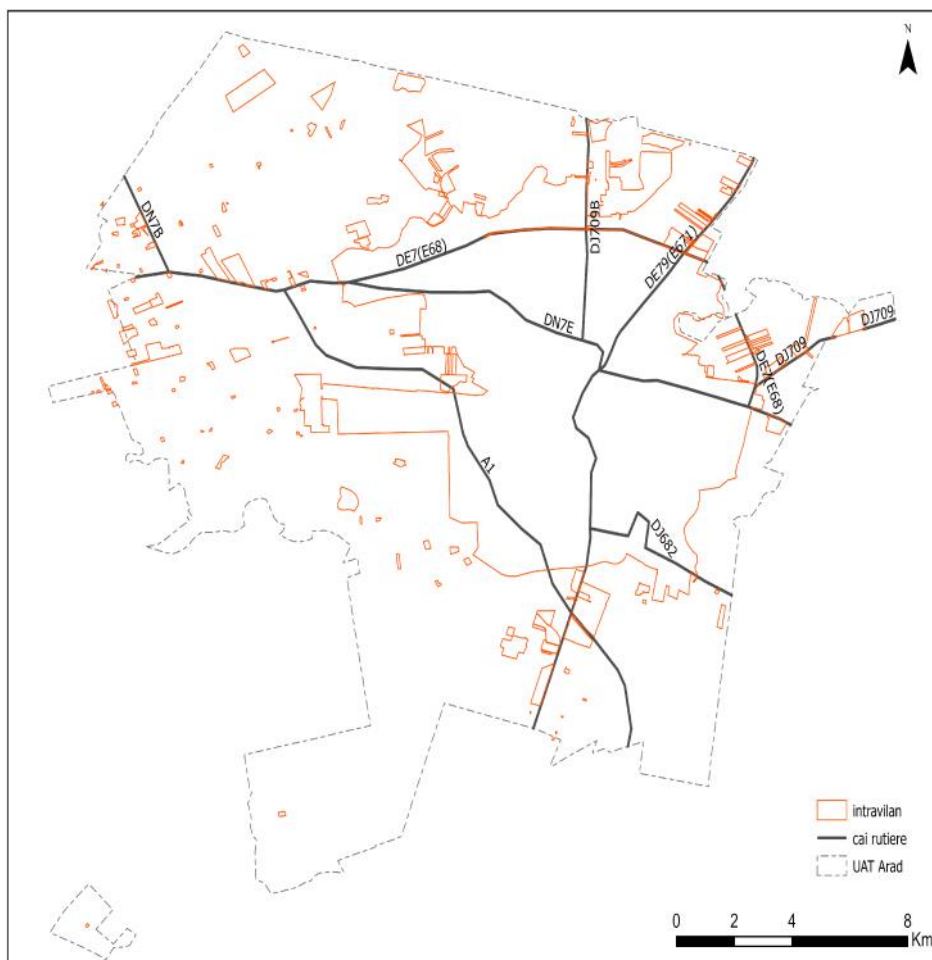 N
DN7B
DJ709B
DE7(E68)
DE79(E671)
DN7E
DJ709
DJ709
DE7(E68)
A1
DJ682
intravilan
cai rutiere
UAT Arad
0 2 4 8
Km